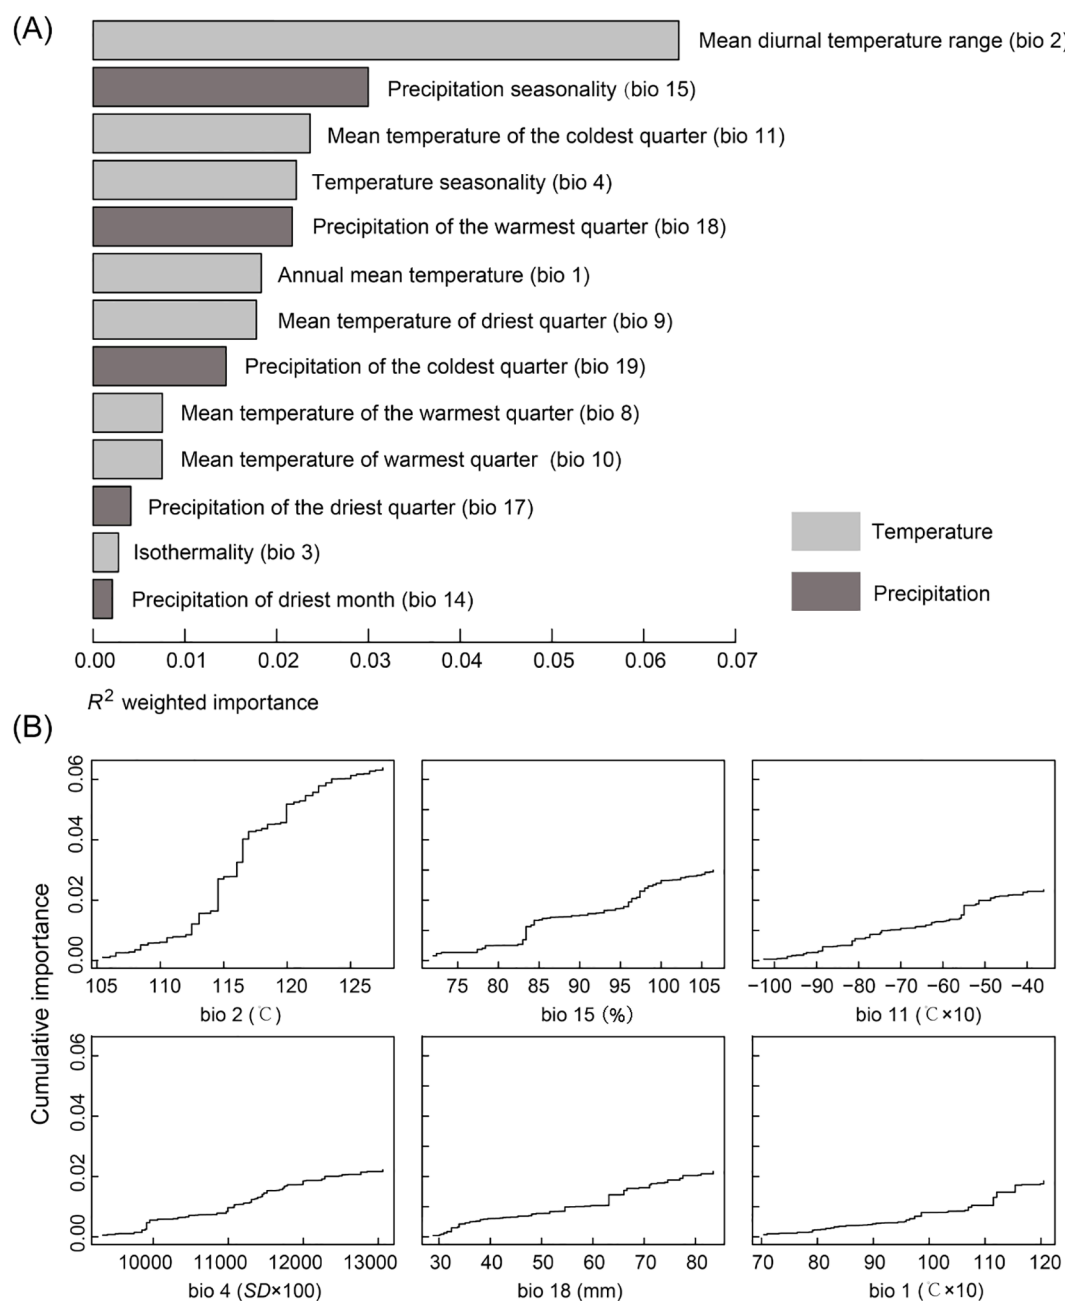 (A)
Mean diurnal temperature range (bio 2)
Precipitation seasonality (bio 15)
Mean temperature of the coldest quarter (bio 11)
Temperature seasonality (bio 4)
Precipitation of the warmest quarter (bio 18)
Annual mean temperature (bio 1)
Mean temperature of driest quarter (bio 9)
Precipitation of the coldest quarter (bio 19)
Mean temperature of the warmest quarter (bio 8)
Mean temperature of warmest quarter (bio 10)
Precipitation of the driest quarter (bio 17)
Isothermality (bio 3)
Precipitation of driest month (bio 14)
Temperature
Precipitation
0.00 0.01 0.02 0.03 0.04 0.05 0.06 0.07
R² weighted importance
(B)
Cumulative importance
0.06
0.04
0.02
0.00
105 110 115 120 125
bio 2 (℃)
75 80 85 90 95 100 105
bio 15 (%)
−100 −90 −80 −70 −60 −50 −40
bio 11 (℃×10)
0.06
0.04
0.02
0.00
10000 11000 12000 13000
bio 4 (SD×100)
30 40 50 60 70 80
bio 18 (mm)
70 80 90 100 110 120
bio 1 (℃×10)